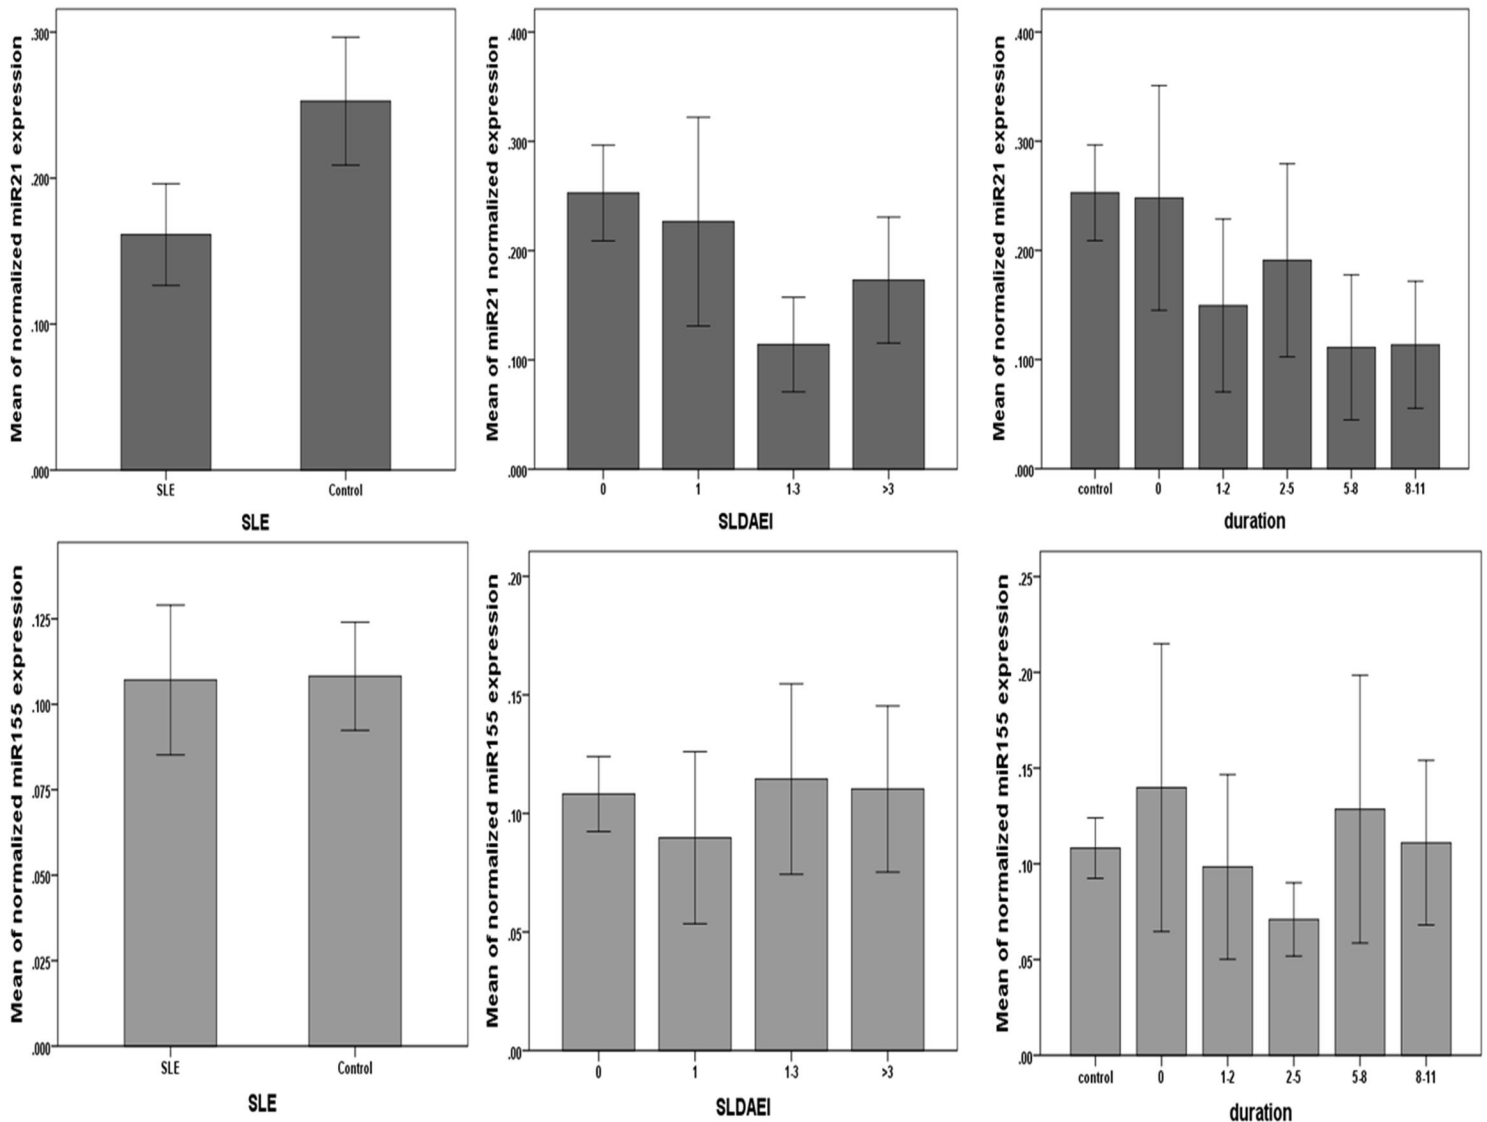 Mean of normalized miR21 expression
.300
.200
.100
.000
SLE Control
SLE
Mean of miR21 normalized expression
.400
.300
.200
.100
.000
0 1 1-3 >3
SLDAEI
Mean of normalized miR21 expression
.400
.300
.200
.100
.000
control 0 1-2 2-5 5-8 8-11
duration
Mean of normalized miR155 expression
.125
.100
.075
.050
.025
.000
SLE Control
SLE
Mean of normalized miR155 expression
.20
.15
.10
.05
.00
0 1 1-3 >3
SLDAEI
Mean of normalized miR155 expression
.25
.20
.15
.10
.05
.00
control 0 1-2 2-5 5-8 8-11
duration